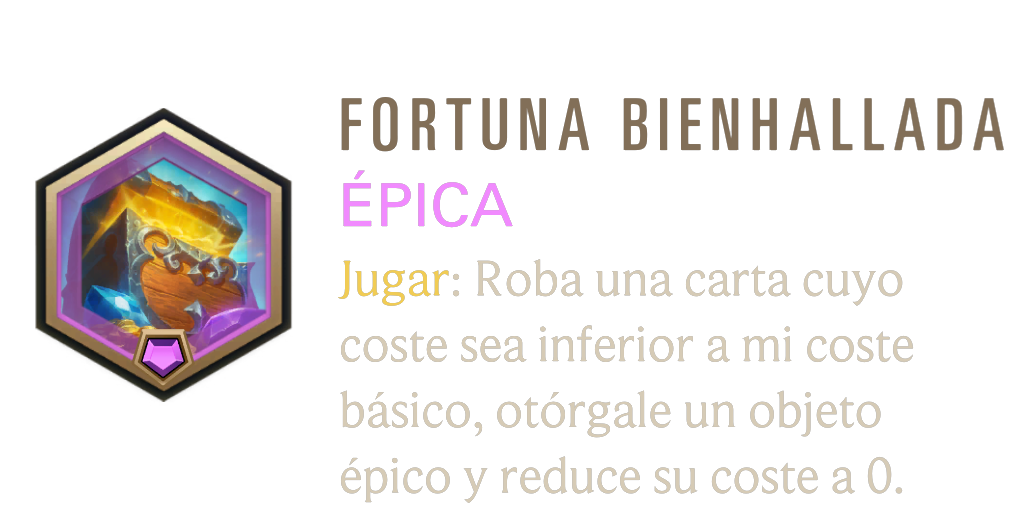 FORTUNA BIENHALLADA
ÉPICA
Jugar: Roba una carta cuyo
coste sea inferior a mi coste
básico, otórgale un objeto
épico y reduce su coste a 0.